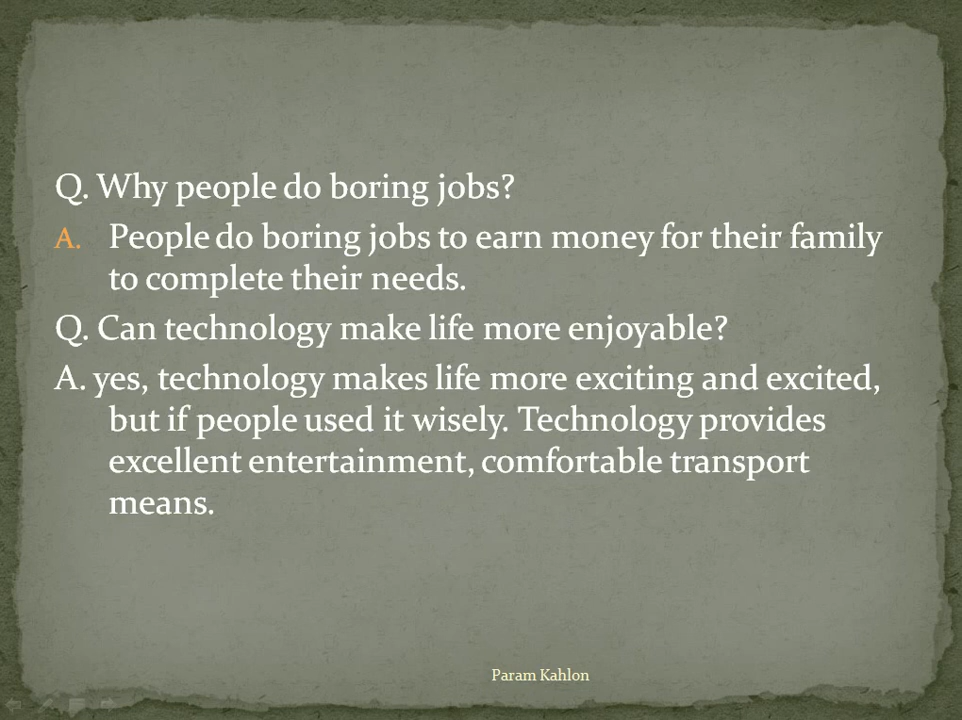 Q. Why people do boring jobs?
A. People do boring jobs to earn money for their family
to complete their needs.
Q. Can technology make life more enjoyable?
A. yes, technology makes life more exciting and excited,
but if people used it wisely. Technology provides
excellent entertainment, comfortable transport
means.
Param Kahlon